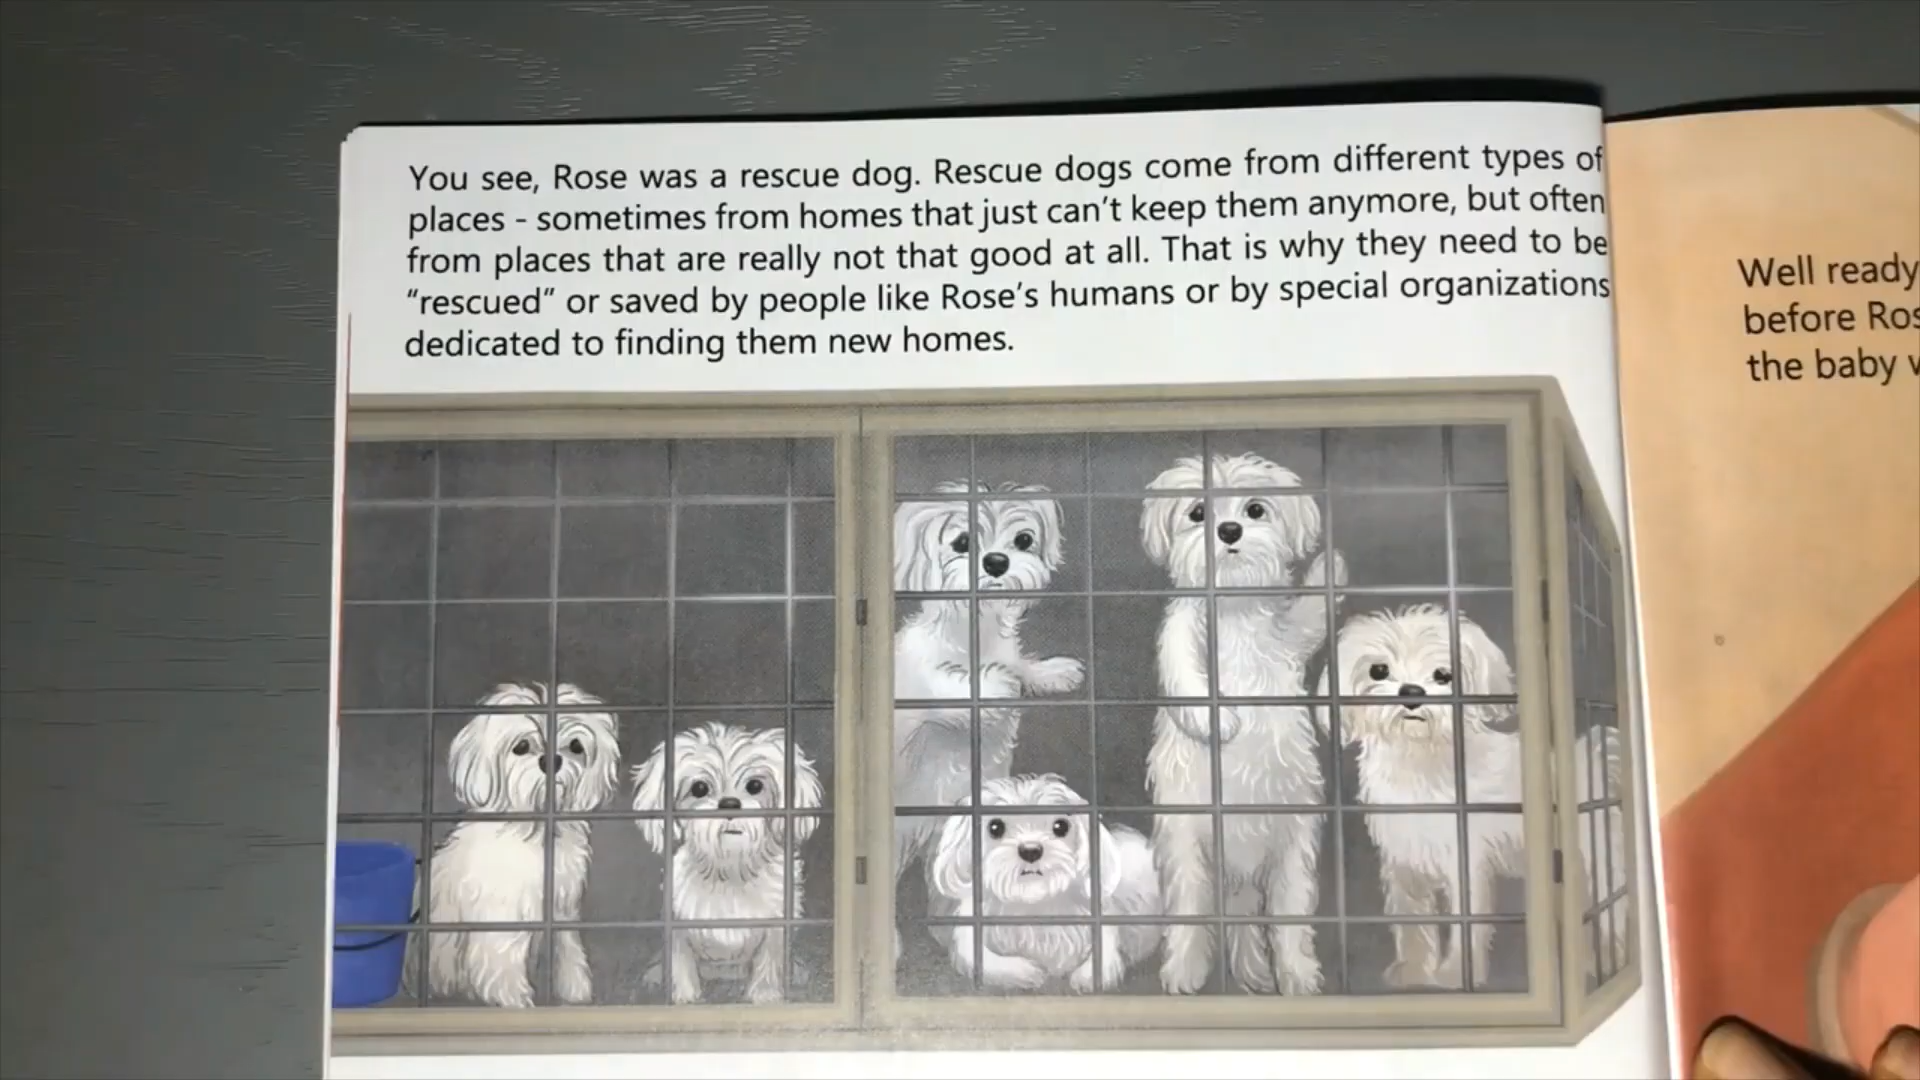 You see, Rose was a rescue dog. Rescue dogs come from different types of
places - sometimes from homes that just can't keep them anymore, but often
from places that are really not that good at all. That is why they need to be
“rescued” or saved by people like Rose's humans or by special organizations
dedicated to finding them new homes.
Well ready
before
the baby